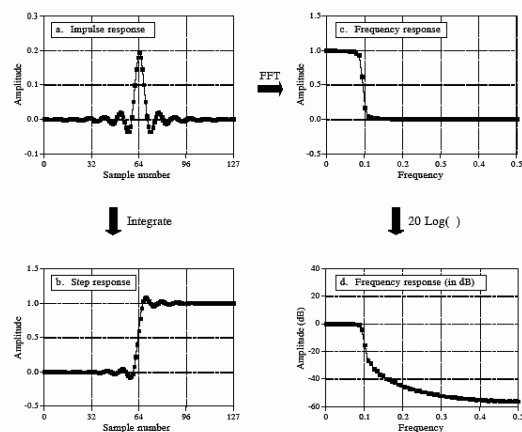 a. Impulse response
0.3
0.2
0.1
0.0
-0.1
Amplitude
0
32
64
96
127
Sample number
FFT
c. Frequency response
1.5
1.0
0.5
0.0
-0.5
Amplitude
0
0.1
0.2
0.3
0.4
0.5
Frequency
Integrate
20 Log( )
b. Step response
1.5
1.0
0.5
0.0
-0.5
Amplitude
0
32
64
96
127
Sample number
d. Frequency response (in dB)
40
20
0
-20
-40
-60
Amplitude (dB)
0
0.1
0.2
0.3
0.4
0.5
Frequency